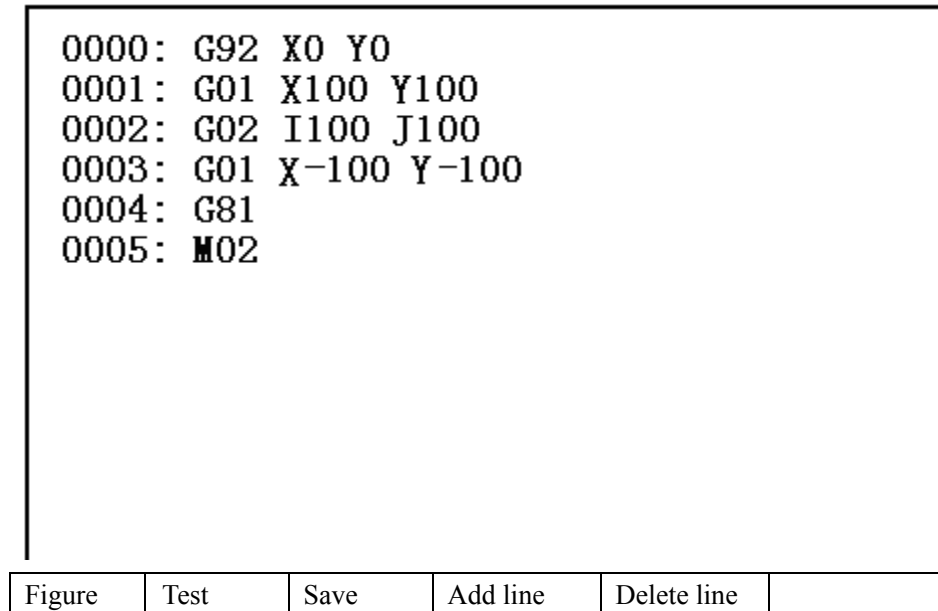 0000: G92 X0 Y0
0001: G01 X100 Y100
0002: G02 I100 J100
0003: G01 X-100 Y-100
0004: G81
0005: M02
Figure Test Save Add line Delete line